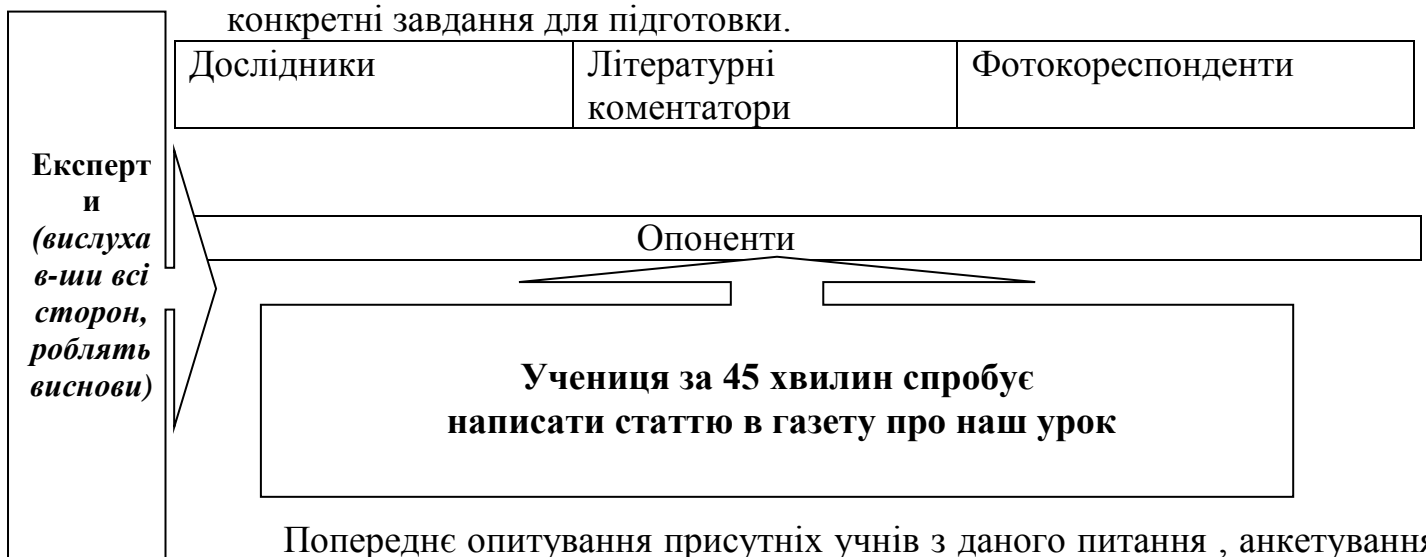 конкретні завдання для підготовки.
Дослідники
Літературні
коментатори
Фотокореспонденти
Експерт
и
(вислуха
в-ши всі
сторон,
роблять
виснови)
Опоненти
Учениця за 45 хвилин спробує
написати статтю в газету про наш урок
Попереднє опитування присутніх учнів з даного питання , анкетування